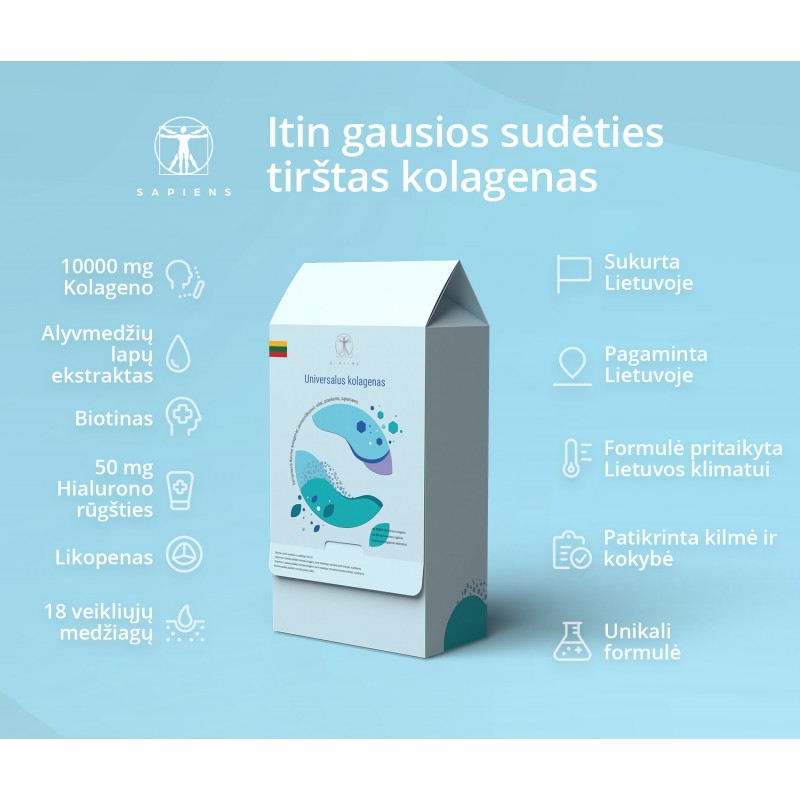 Itin gausios sudėties
tirštas kolagenas
SAPIENS
10000 mg
Kolageno
Alyvmedžių
lapų
ekstraktas
Biotinas
50 mg
Hialurono
rūgšties
Likopenas
18 veikliųjų
medžiagų
SAPIENS
Universalus kolagenas
Sukurta
Lietuvoje
Pagaminta
Lietuvoje
Formulė pritaikyta
Lietuvos klimatui
Patikrinta kilmė ir
kokybė
Unikali
formulė